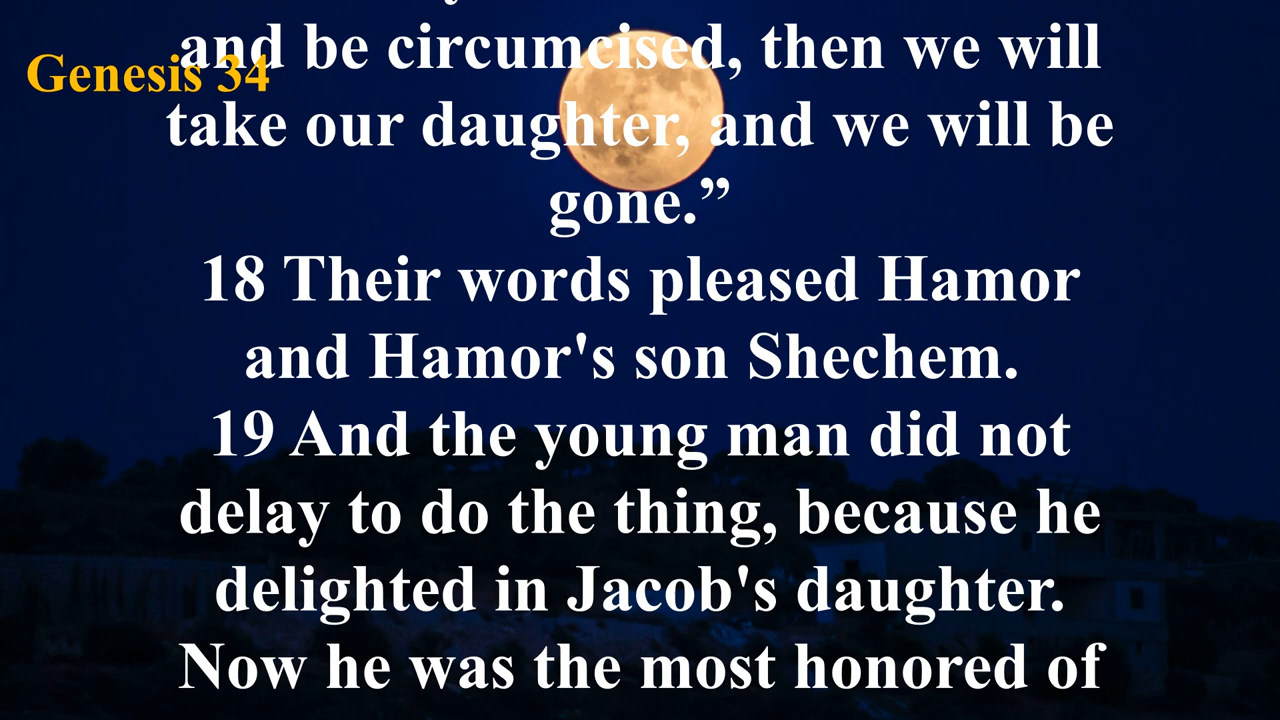 Genesis 34
and be circumcised, then we will
take our daughter, and we will be
gone.”
18 Their words pleased Hamor
and Hamor's son Shechem.
19 And the young man did not
delay to do the thing, because he
delighted in Jacob's daughter.
Now he was the most honored of